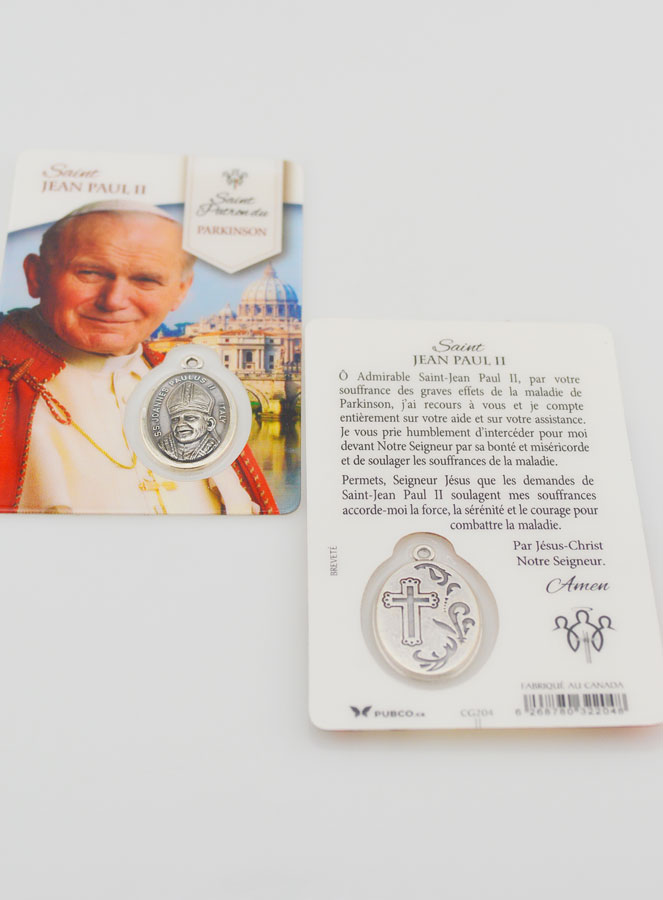 Saint
JEAN PAUL II
Saint
Patron du
PARKINSON
S.S. IOANNES PAULUS II ITALY
Saint
JEAN PAUL II
Ô Admirable Saint-Jean Paul II, par votre
souffrance des graves effets de la maladie de
Parkinson, j'ai recours à vous et je compte
entièrement sur votre aide et sur votre assistance.
Je vous prie humblement d'intercéder pour moi
devant Notre Seigneur par sa bonté et miséricorde
et de soulager les souffrances de la maladie.
Permets, Seigneur Jésus que les demandes de
Saint-Jean Paul II soulagent mes souffrances
accorde-moi la force, la sérénité et le courage pour
combattre la maladie.
Par Jésus-Christ
Notre Seigneur.
Amen
BREVETÉ
FABRIQUÉ AU CANADA
PUBCO.ca
CG204
6 268780 322048